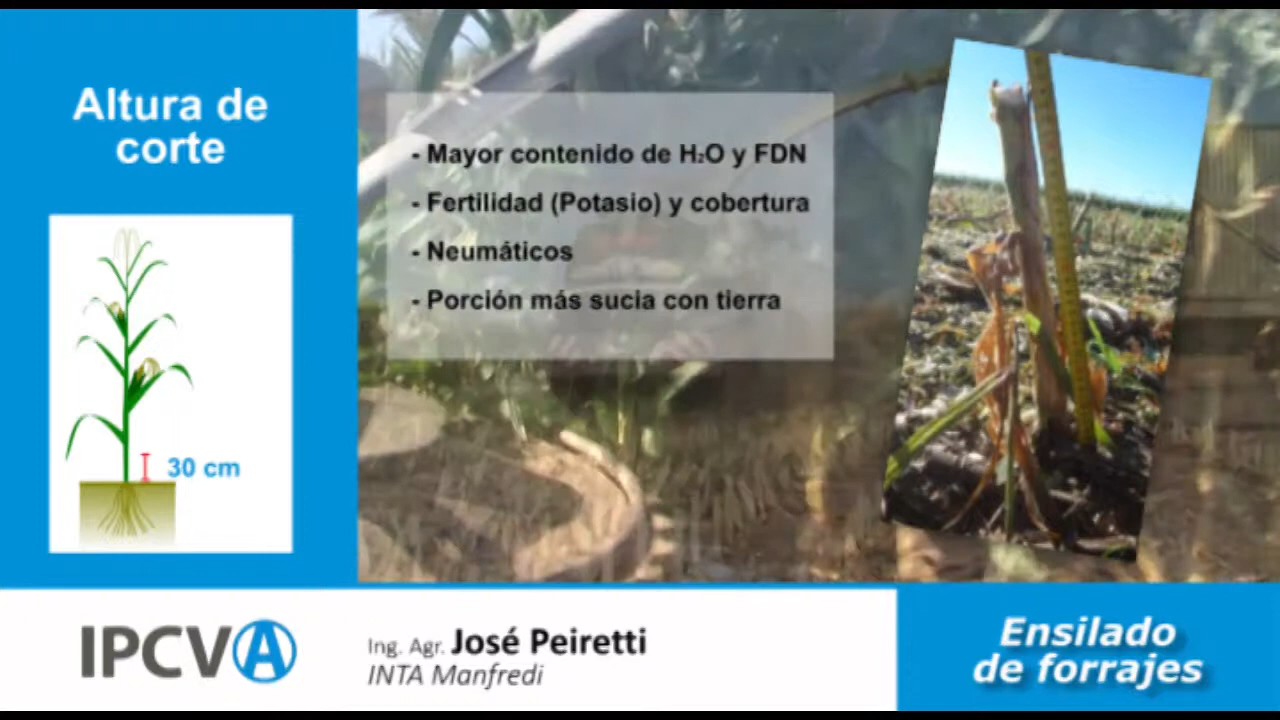 Altura de
corte
- Mayor contenido de H₂O y FDN
- Fertilidad (Potasio) y cobertura
- Neumáticos
- Porción más sucia con tierra
30 cm
IPCVA
Ing. Agr. José Peiretti
INTA Manfredi
Ensilado
de forrajes